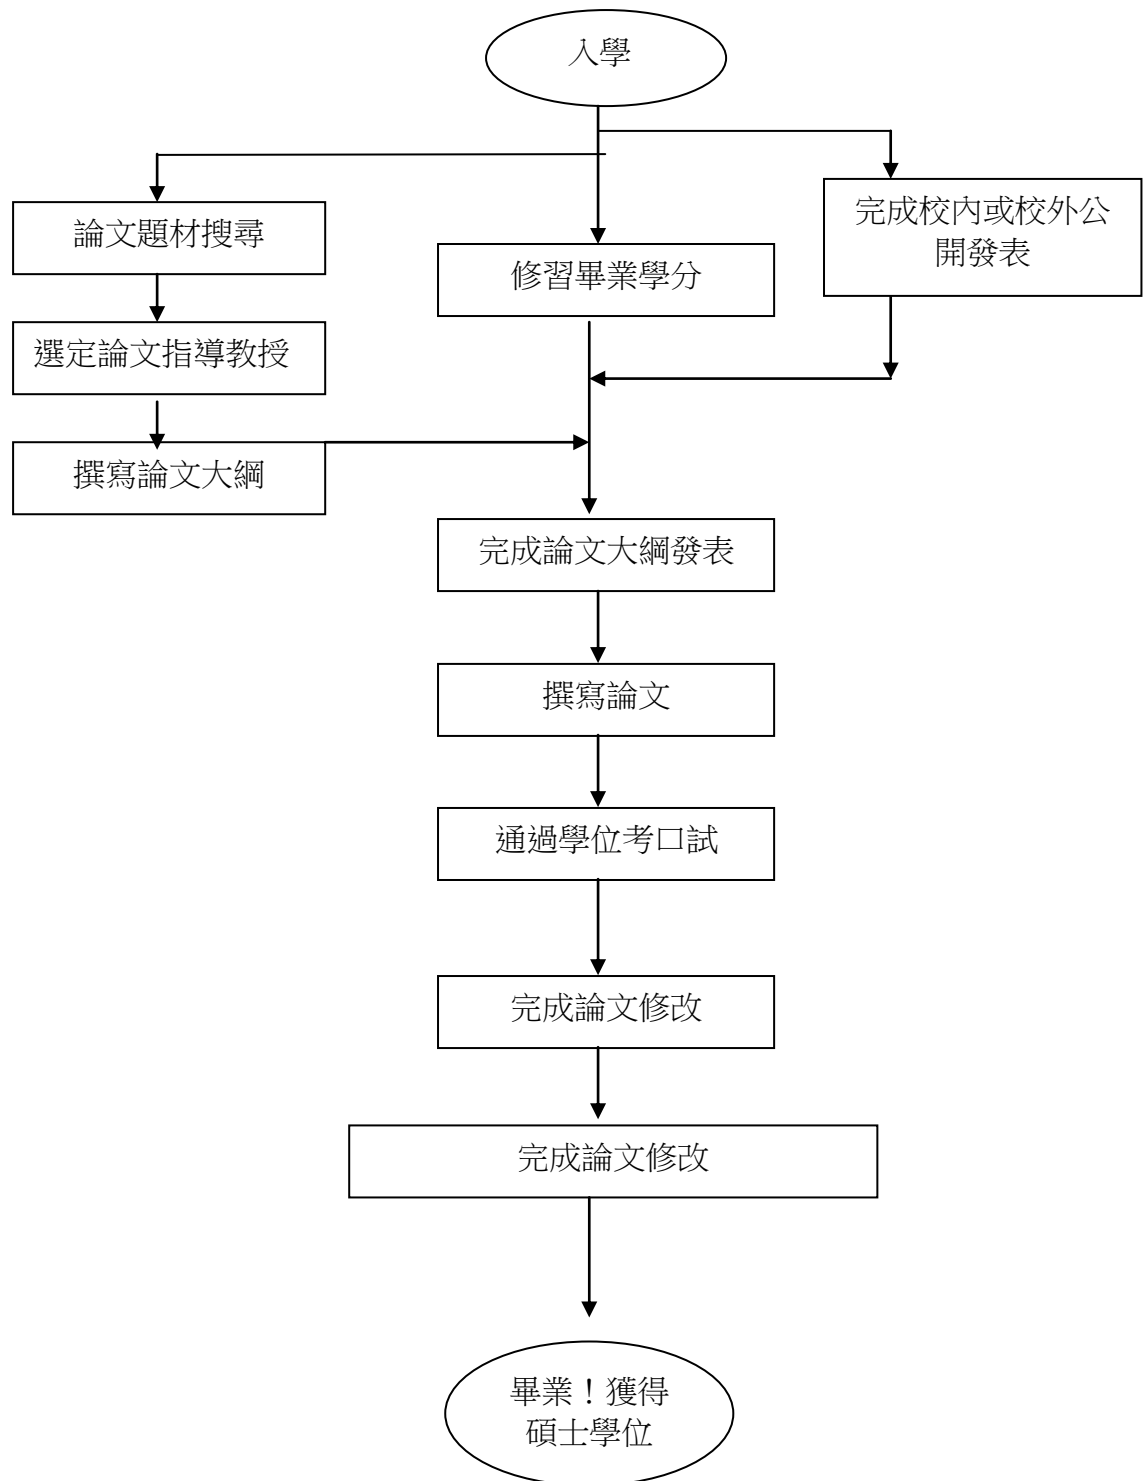 入學
論文題材搜尋
修習畢業學分
完成校內或校外公
開發表
選定論文指導教授
撰寫論文大綱
完成論文大綱發表
撰寫論文
通過學位考口試
完成論文修改
完成論文修改
畢業！獲得
碩士學位